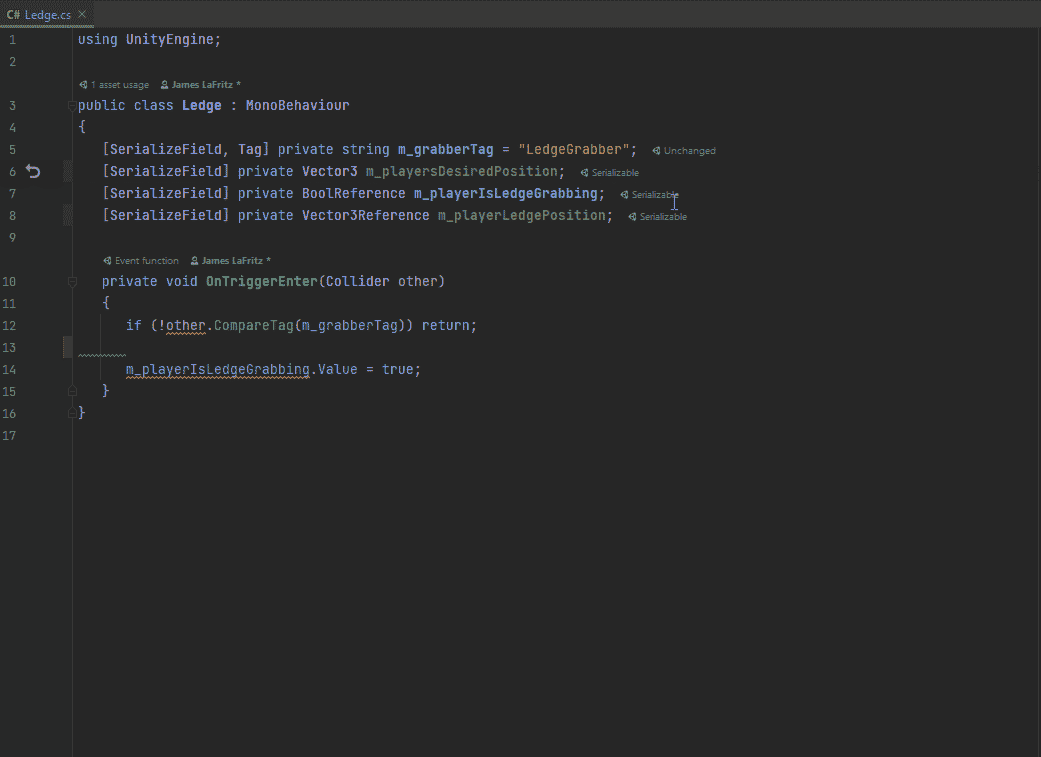 C# Ledge.cs ×
1 using UnityEngine;
2
1 asset usage James LaFritz *
3 public class Ledge : MonoBehaviour
4 {
5 [SerializeField, Tag] private string m_grabberTag = "LedgeGrabber"; Unchanged
6 [SerializeField] private Vector3 m_playersDesiredPosition; Serializable
7 [SerializeField] private BoolReference m_playerIsLedgeGrabbing; Serializable
8 [SerializeField] private Vector3Reference m_playerLedgePosition; Serializable
9
Event function James LaFritz *
10 private void OnTriggerEnter(Collider other)
11 {
12 if (!other.CompareTag(m_grabberTag)) return;
13
14 m_playerIsLedgeGrabbing.Value = true;
15 }
16 }
17